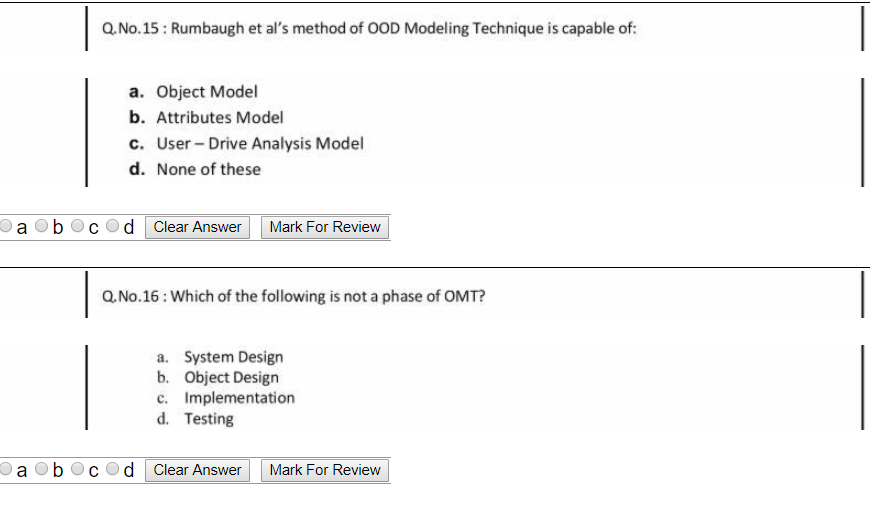 Q.No.15 : Rumbaugh et al's method of OOD Modeling Technique is capable of:
a. Object Model
b. Attributes Model
c. User – Drive Analysis Model
d. None of these
a b c d Clear Answer Mark For Review
Q.No.16 : Which of the following is not a phase of OMT?
a. System Design
b. Object Design
c. Implementation
d. Testing
a b c d Clear Answer Mark For Review